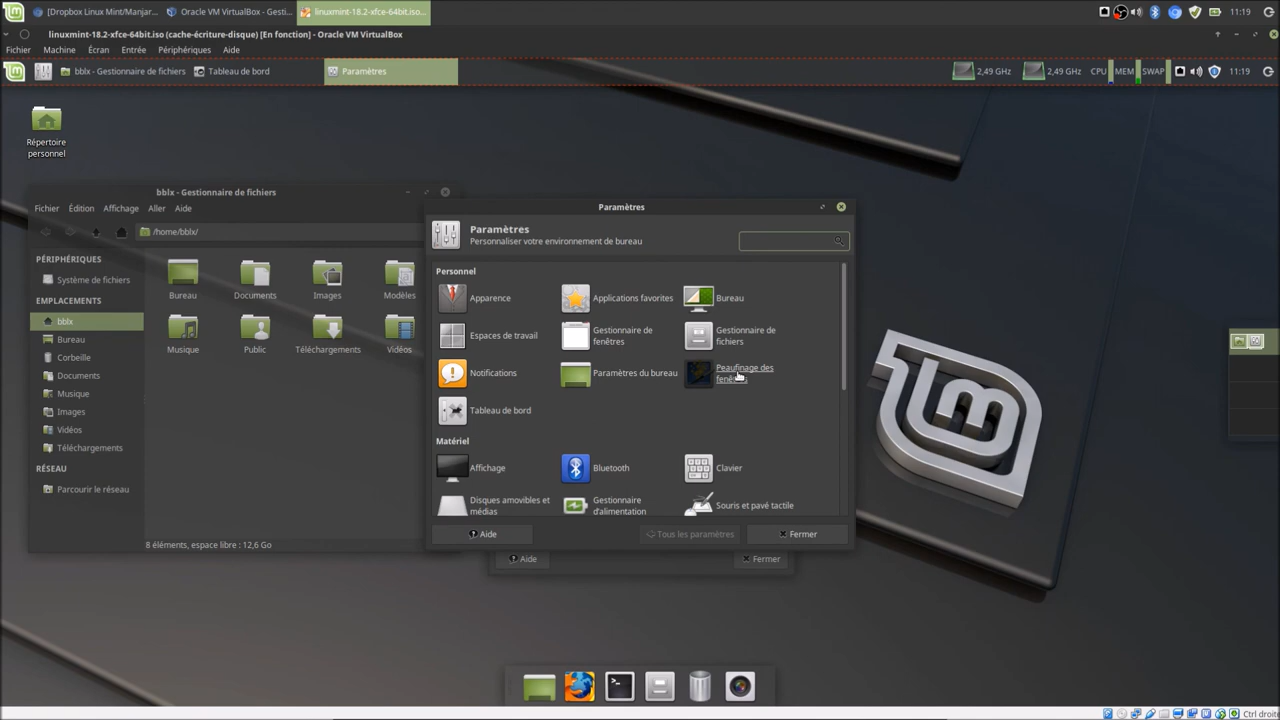 [Dropbox Linux Mint/Manjar...
Oracle VM VirtualBox – Gesti...
linuxmint-18.2-xfce-64bit.iso...
11:19
linuxmint-18.2-xfce-64bit.iso (cache-écriture-disque) [En fonction] - Oracle VM VirtualBox
Fichier Machine Écran Entrée Périphériques Aide
bblx - Gestionnaire de fichiers
Tableau de bord
Paramètres
2,49 GHz
2,49 GHz
CPU
MEM
SWAP
11:19
Répertoire
personnel
bblx - Gestionnaire de fichiers
Fichier Édition Affichage Aller Aide
/home/bblx/
PÉRIPHÉRIQUES
Système de fichiers
EMPLACEMENTS
bblx
Bureau
Corbeille
Documents
Musique
Images
Vidéos
Téléchargements
RÉSEAU
Parcourir le réseau
Bureau
Documents
Images
Modèles
Musique
Public
Téléchargements
Vidéos
8 éléments, espace libre : 12,6 Go
Paramètres
Paramètres
Personnaliser votre environnement de bureau
Personnel
Apparence
Applications favorites
Bureau
Espaces de travail
Gestionnaire de
fenêtres
Gestionnaire de
fichiers
Notifications
Paramètres du bureau
Peaufinage des
Tableau de bord
Matériel
Affichage
Bluetooth
Clavier
Disques amovibles et
médias
Gestionnaire
d'alimentation
Souris et pavé tactile
Aide
Tous les paramètres
Fermer
Aide
Fermer
Ctrl droite